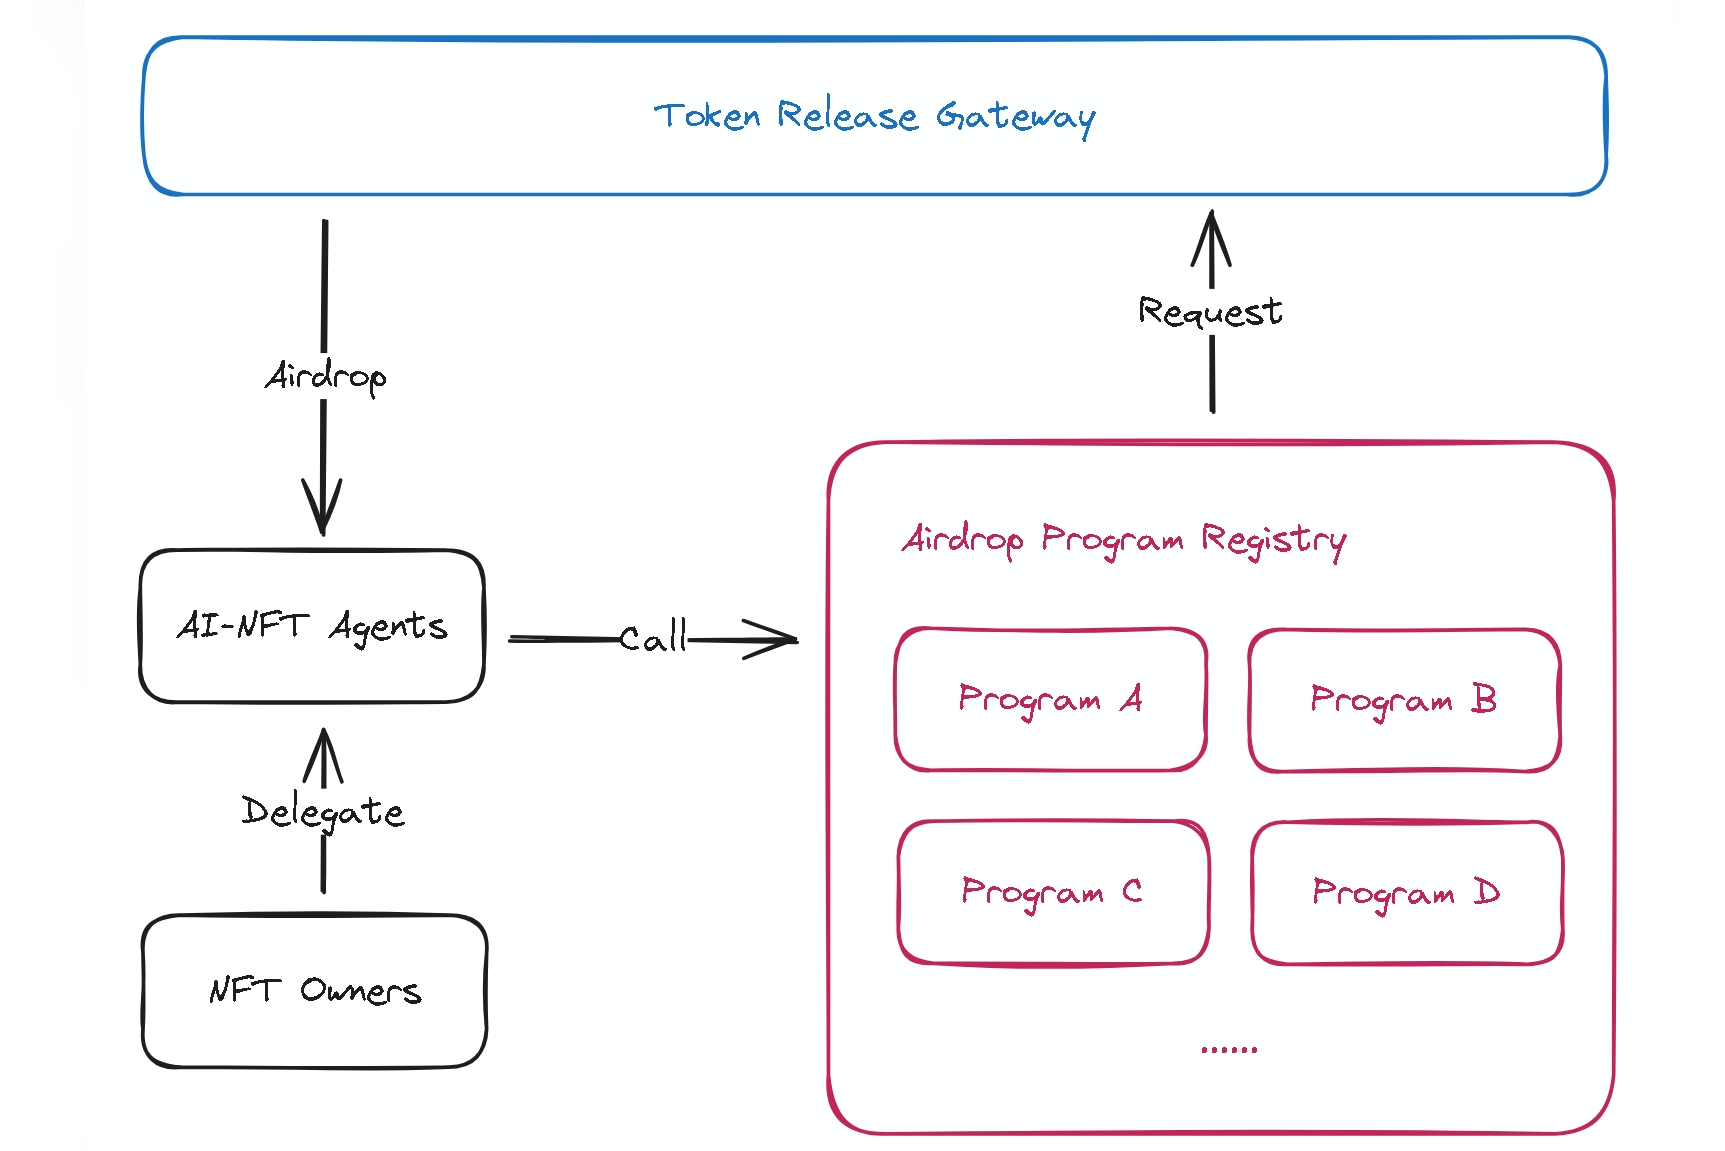 Token Release Gateway
Request
Airdrop
Airdrop Program Registry
AI-NFT Agents
Call
Program A
Program B
Delegate
Program C
Program D
NFT Owners
......